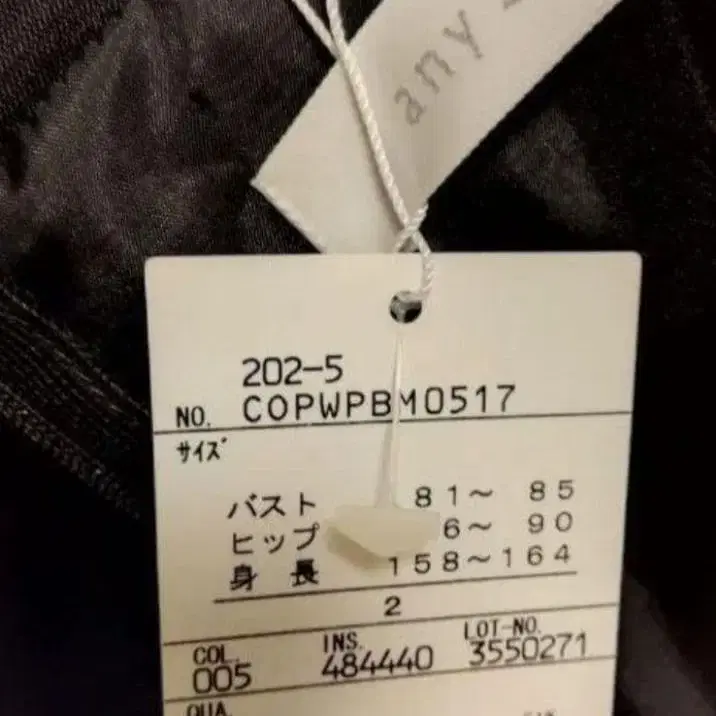 any
202-5
NO. COPWPBM0517
サイズ
バスト 81〜 85
ヒップ 6〜 90
身 長 158〜164
2
COL. INS. LOT-NO.
005 484440 3550271
QUA.